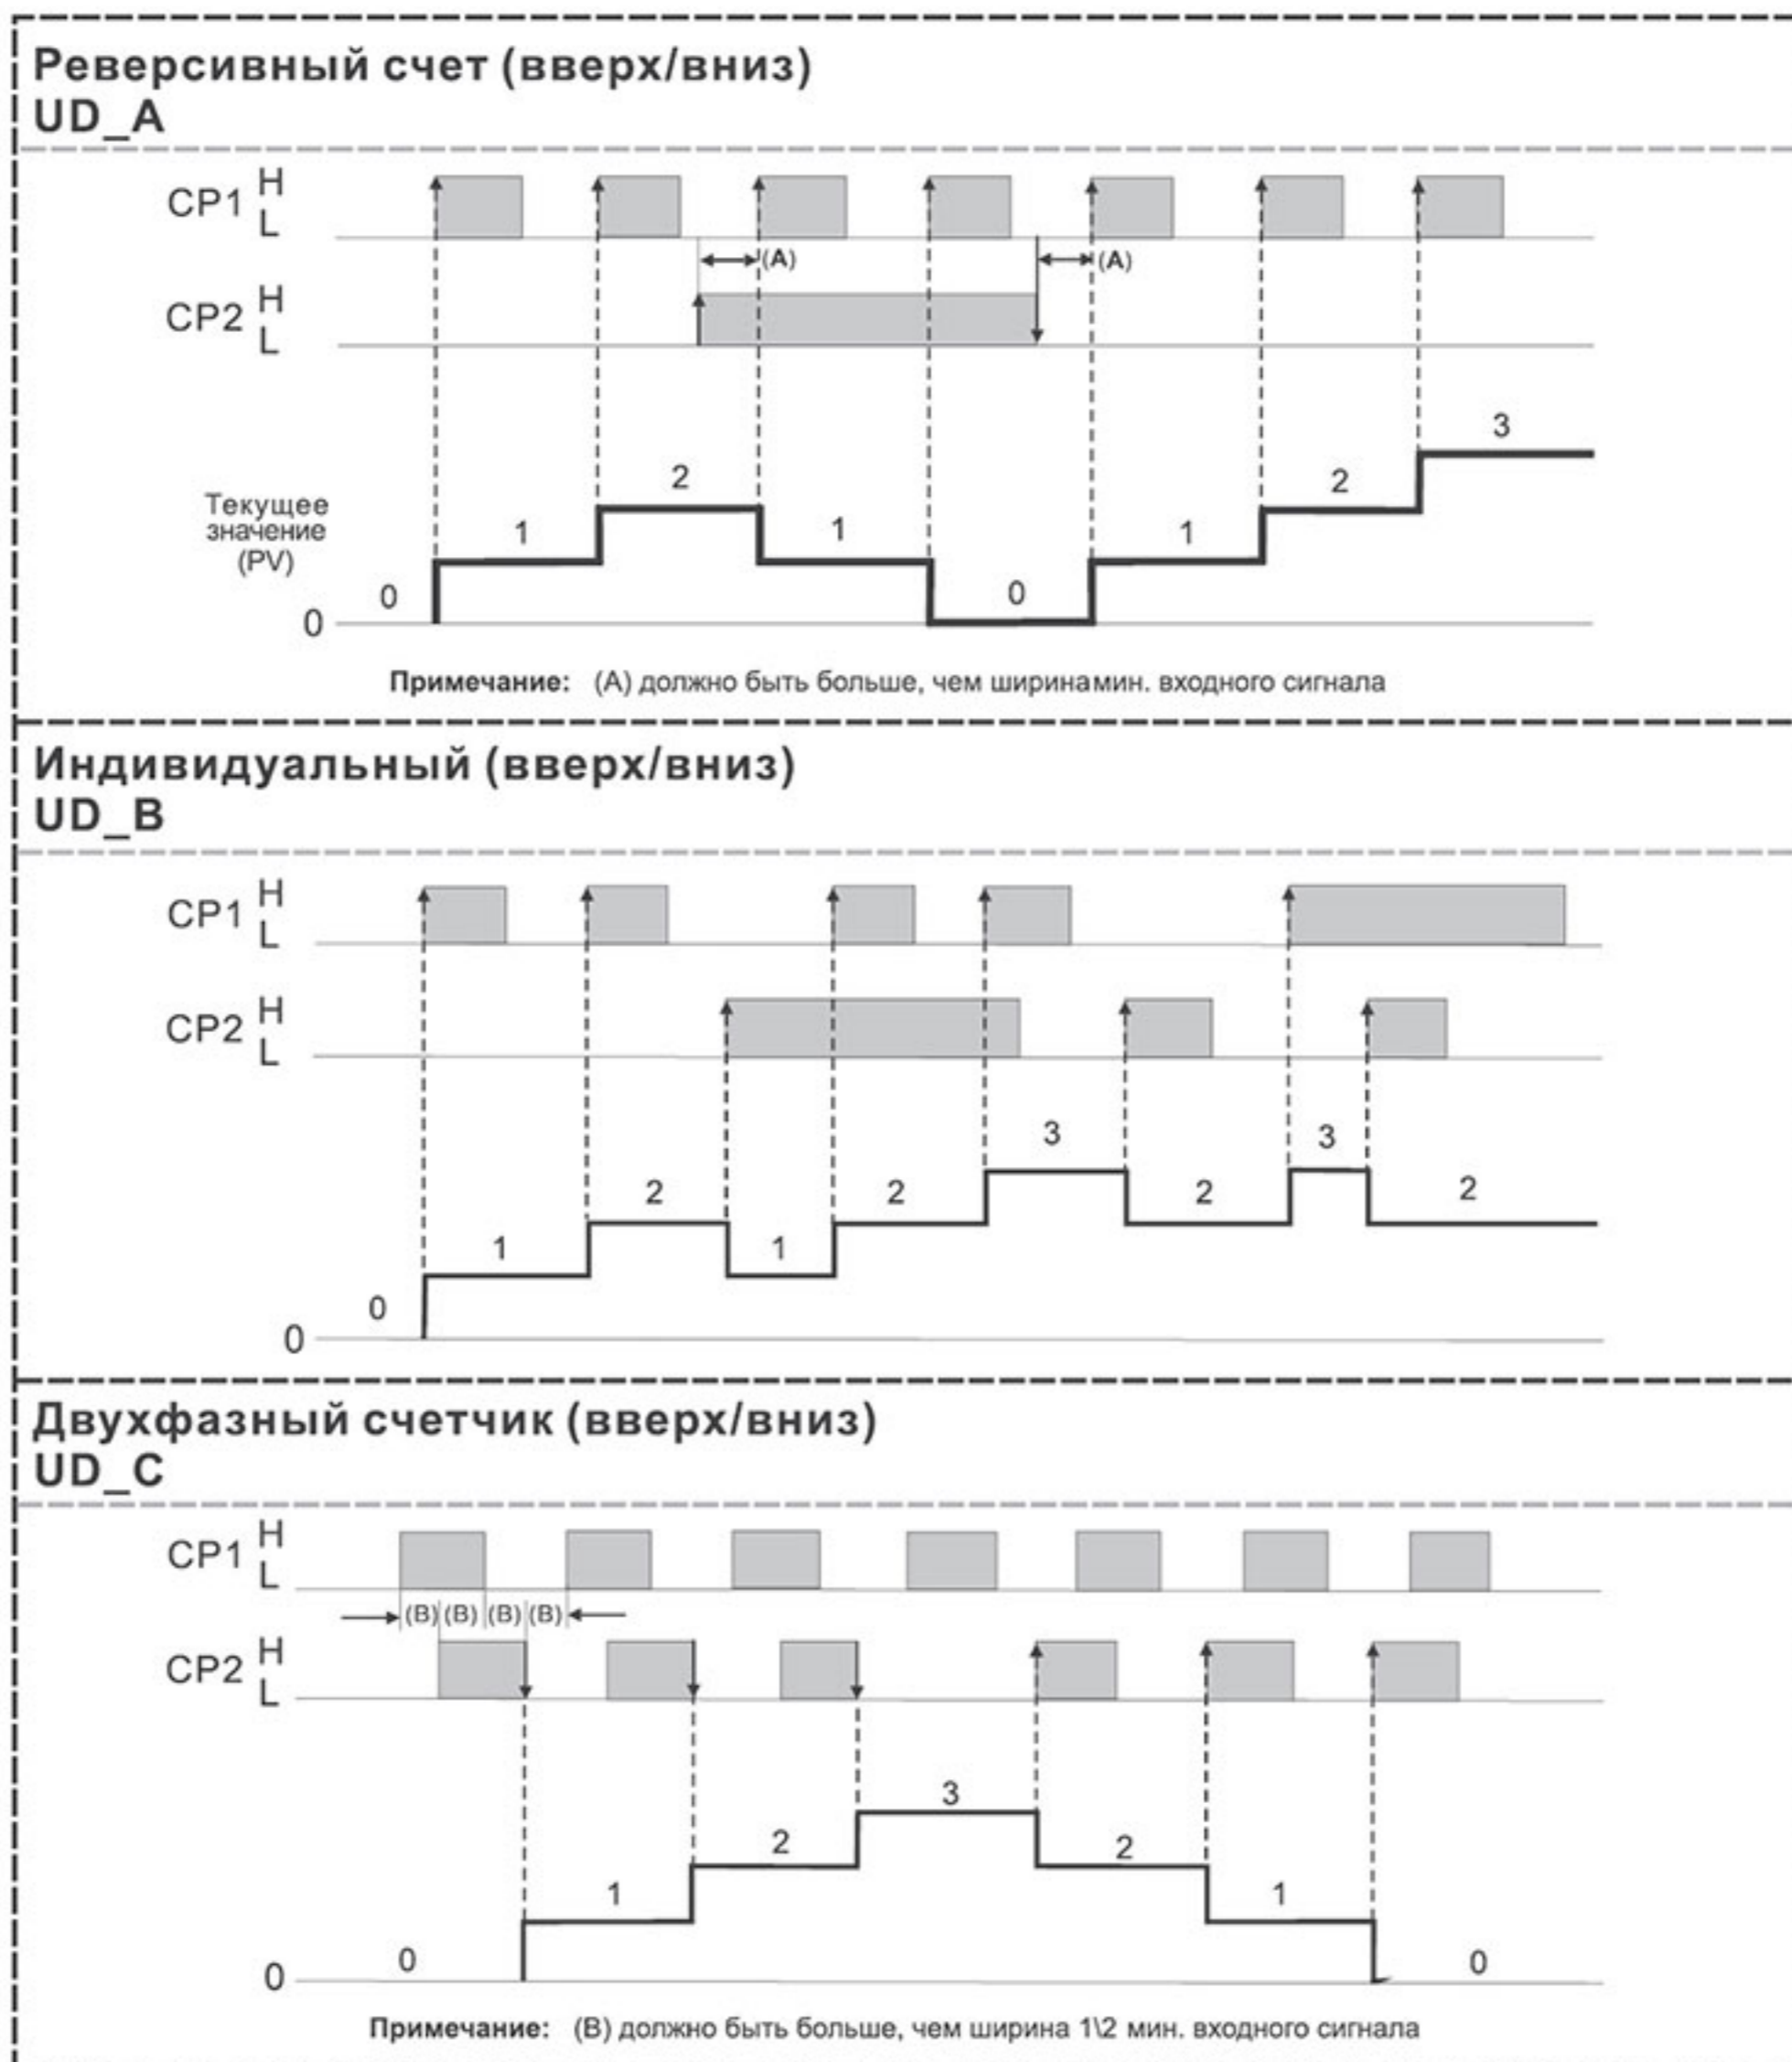 Реверсивный счет (вверх/вниз)
UD_A
CP1 H
L
(A) (A)
CP2 H
L
3
2 2
Текущее
значение
(PV)
1 1 1
0 0
0
Примечание: (А) должно быть больше, чем ширинамин. входного сигнала
Индивидуальный (вверх/вниз)
UD_B
CP1 H
L
CP2 H
L
3 3
2 2 2 2
1 1
0
0
Двухфазный счетчик (вверх/вниз)
UD_C
CP1 H
L
(B) (B) (B) (B)
CP2 H
L
3
2 2
1 1
0 0
0
Примечание: (В) должно быть больше, чем ширина 1\2 мин. входного сигнала